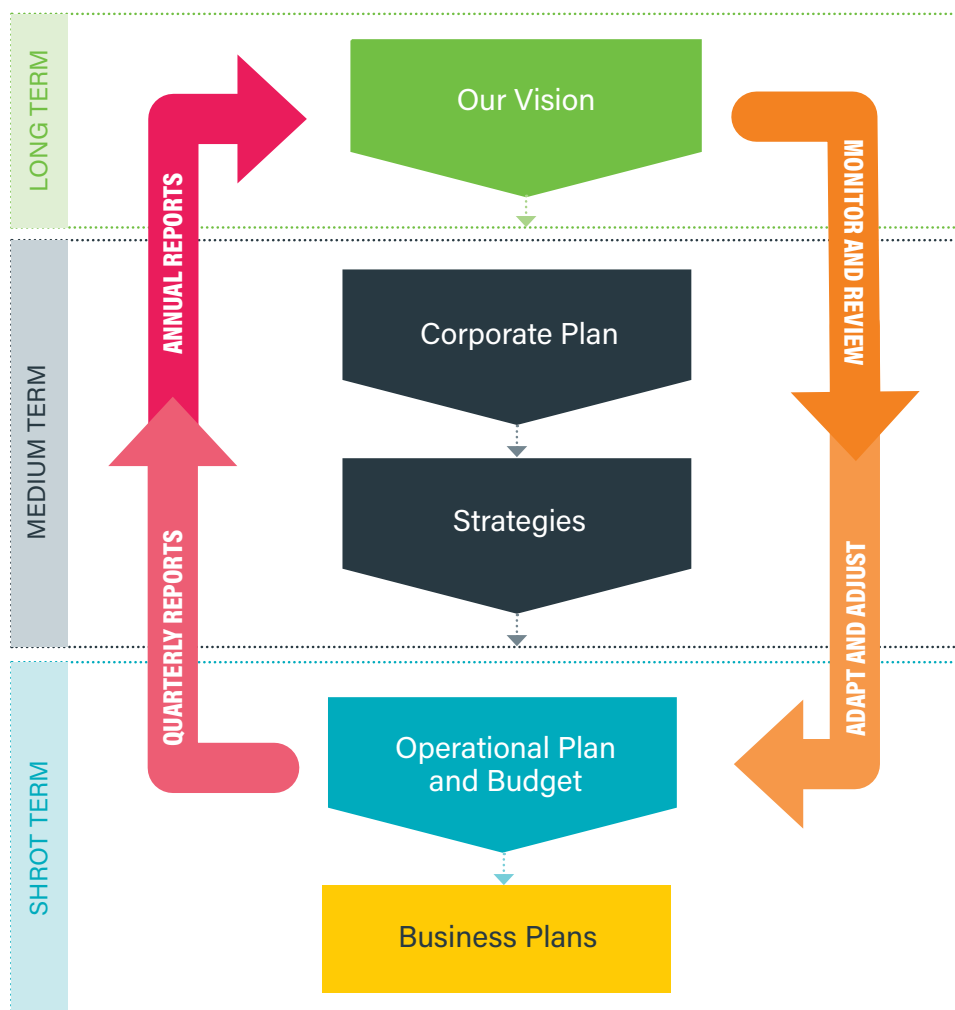 LONG TERM
Our Vision
ANNUAL REPORTS
MONITOR AND REVIEW
MEDIUM TERM
Corporate Plan
Strategies
QUARTERLY REPORTS
ADAPT AND ADJUST
SHROT TERM
Operational Plan
and Budget
Business Plans